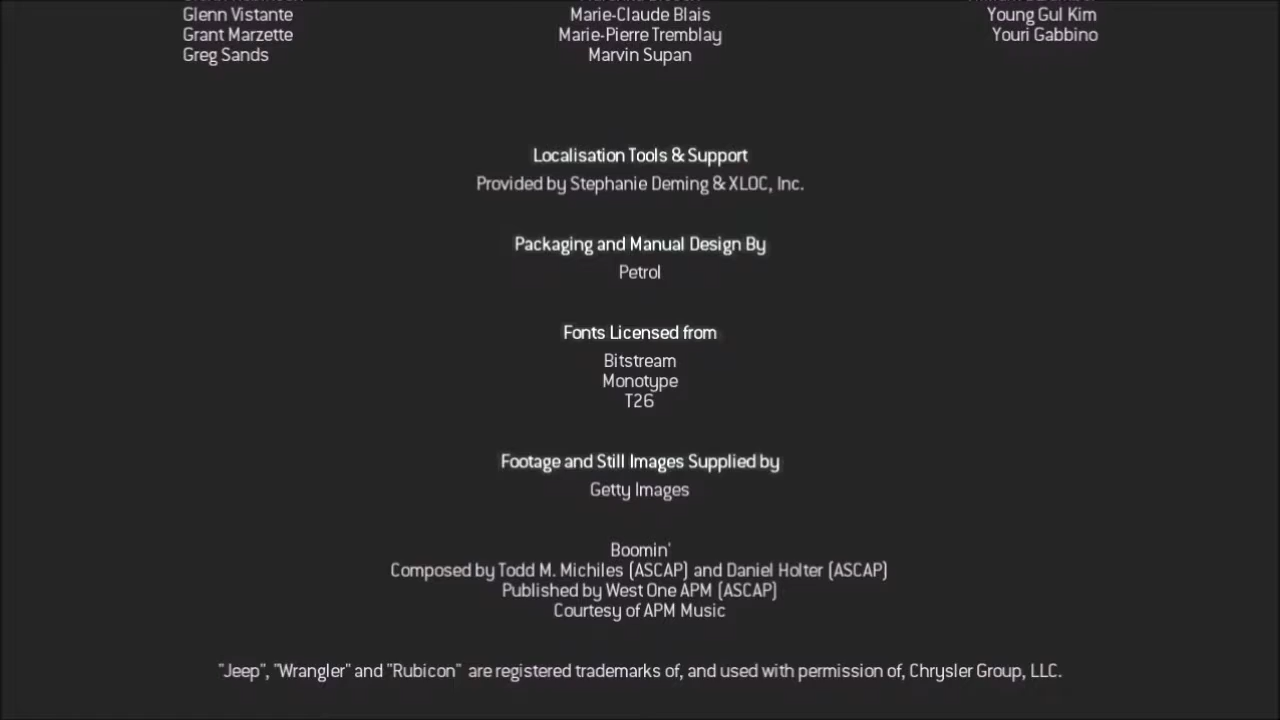 Glenn Vistante
Grant Marzette
Greg Sands
Marie-Claude Blais
Marie-Pierre Tremblay
Marvin Supan
Young Gul Kim
Youri Gabbino
Localisation Tools & Support
Provided by Stephanie Deming & XLOC, Inc.
Packaging and Manual Design By
Petrol
Fonts Licensed from
Bitstream
Monotype
T26
Footage and Still Images Supplied by
Getty Images
Boomin'
Composed by Todd M. Michiles (ASCAP) and Daniel Holter (ASCAP)
Published by West One APM (ASCAP)
Courtesy of APM Music
"Jeep", "Wrangler" and "Rubicon" are registered trademarks of, and used with permission of, Chrysler Group, LLC.